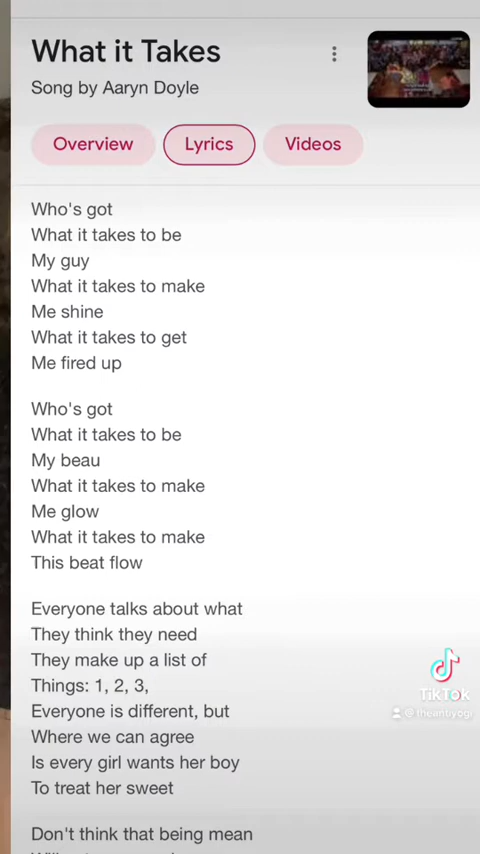 What it Takes
Song by Aaryn Doyle
Overview
Lyrics
Videos
Who's got
What it takes to be
My guy
What it takes to make
Me shine
What it takes to get
Me fired up
Who's got
What it takes to be
My beau
What it takes to make
Me glow
What it takes to make
This beat flow
Everyone talks about what
They think they need
They make up a list of
Things: 1, 2, 3,
Everyone is different, but
Where we can agree
Is every girl wants her boy
To treat her sweet
Don't think that being mean
TikTok
@theantiyogi